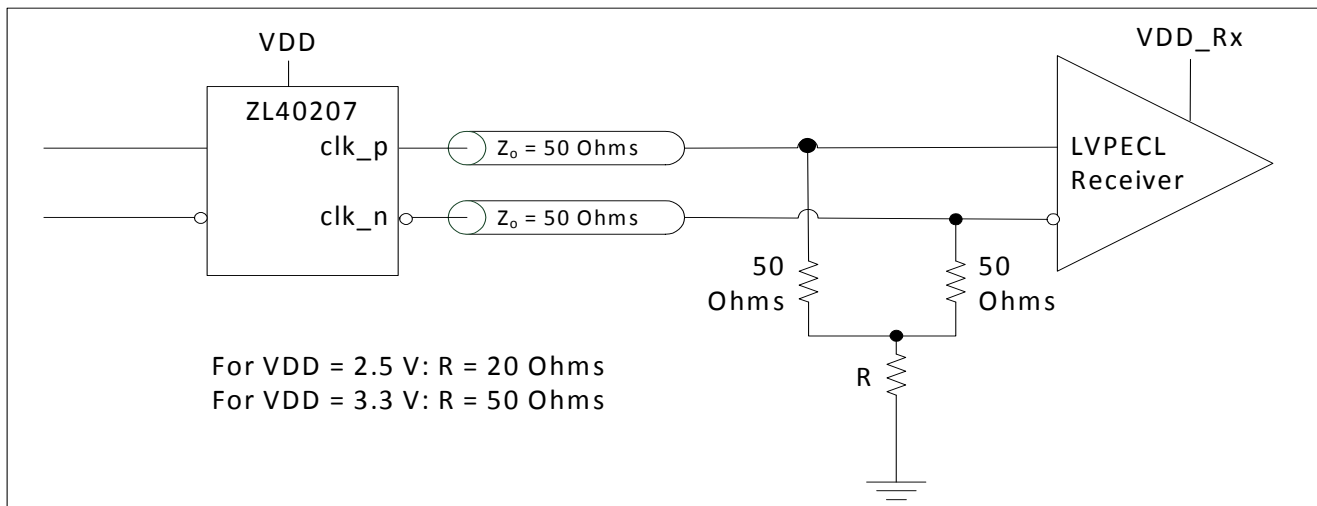 VDD
VDD_Rx
ZL40207
clk_p
Zₒ = 50 Ohms
LVPECL
Receiver
clk_n
Zₒ = 50 Ohms
50
Ohms
50
Ohms
For VDD = 2.5 V: R = 20 Ohms
For VDD = 3.3 V: R = 50 Ohms
R